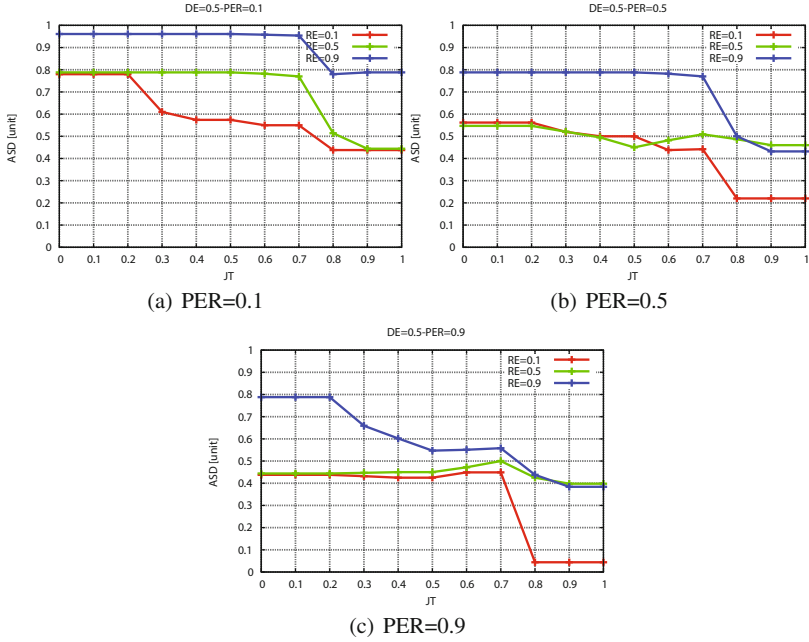 DE=0.5-PER=0.1
1
0.9
0.8
0.7
0.6
0.5
0.4
0.3
0.2
0.1
0
ASD [unit]
RE=0.1
RE=0.5
RE=0.9
0 0.1 0.2 0.3 0.4 0.5 0.6 0.7 0.8 0.9 1
JT
(a) PER=0.1
DE=0.5-PER=0.5
1
0.9
0.8
0.7
0.6
0.5
0.4
0.3
0.2
0.1
0
ASD [unit]
RE=0.1
RE=0.5
RE=0.9
0 0.1 0.2 0.3 0.4 0.5 0.6 0.7 0.8 0.9 1
JT
(b) PER=0.5
DE=0.5-PER=0.9
1
0.9
0.8
0.7
0.6
0.5
0.4
0.3
0.2
0.1
0
ASD [unit]
RE=0.1
RE=0.5
RE=0.9
0 0.1 0.2 0.3 0.4 0.5 0.6 0.7 0.8 0.9 1
JT
(c) PER=0.9